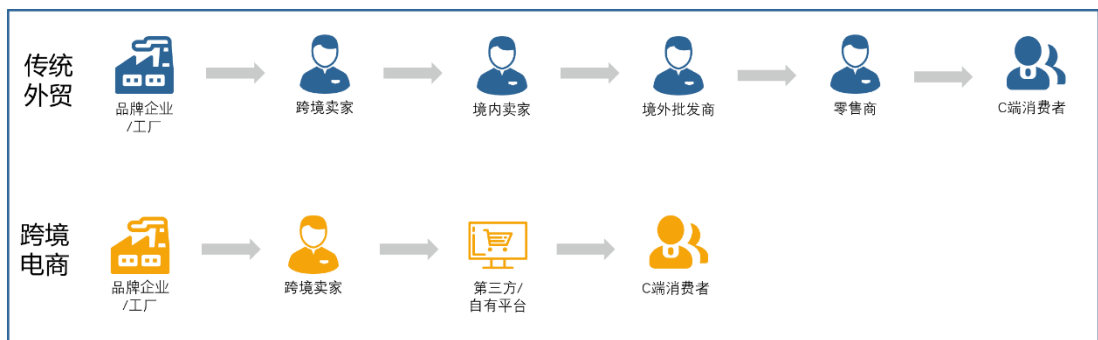 传统
外贸
品牌企业
/工厂
跨境卖家
境内卖家
境外批发商
零售商
C端消费者
跨境
电商
品牌企业
/工厂
跨境卖家
第三方/
自有平台
C端消费者